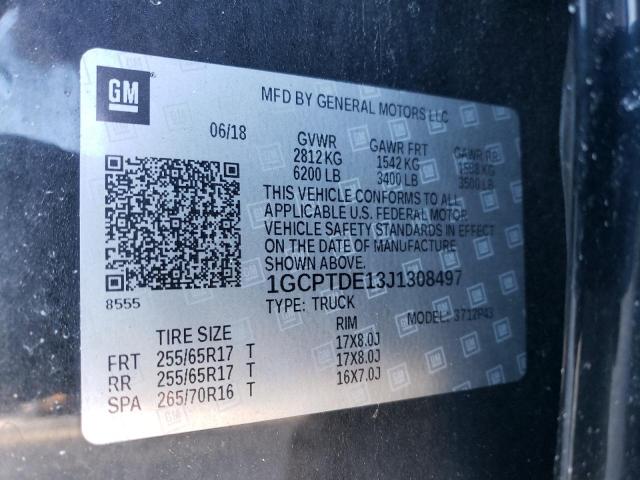 GM
MFD BY GENERAL MOTORS LLC
06/18
GVWR GAWR FRT GAWR RR
2812 KG 1542 KG 1588 KG
6200 LB 3400 LB 3500 LB
THIS VEHICLE CONFORMS TO ALL
APPLICABLE U.S. FEDERAL MOTOR
VEHICLE SAFETY STANDARDS IN EFFECT
ON THE DATE OF MANUFACTURE
SHOWN ABOVE.
1GCPTDE13J1308497
8555
TYPE: TRUCK MODEL: 3712P43
TIRE SIZE RIM
FRT 255/65R17 T 17X8.0J
RR 255/65R17 T 17X8.0J
SPA 265/70R16 T 16X7.0J